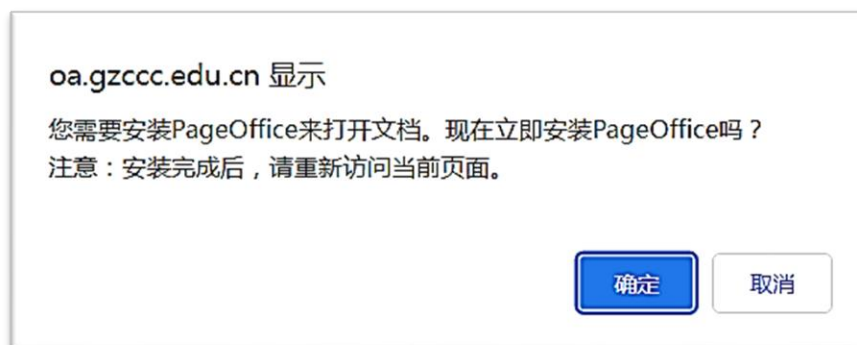 oa.gzccc.edu.cn 显示
您需要安装PageOffice来打开文档。现在立即安装PageOffice吗？
注意：安装完成后，请重新访问当前页面。
确定
取消